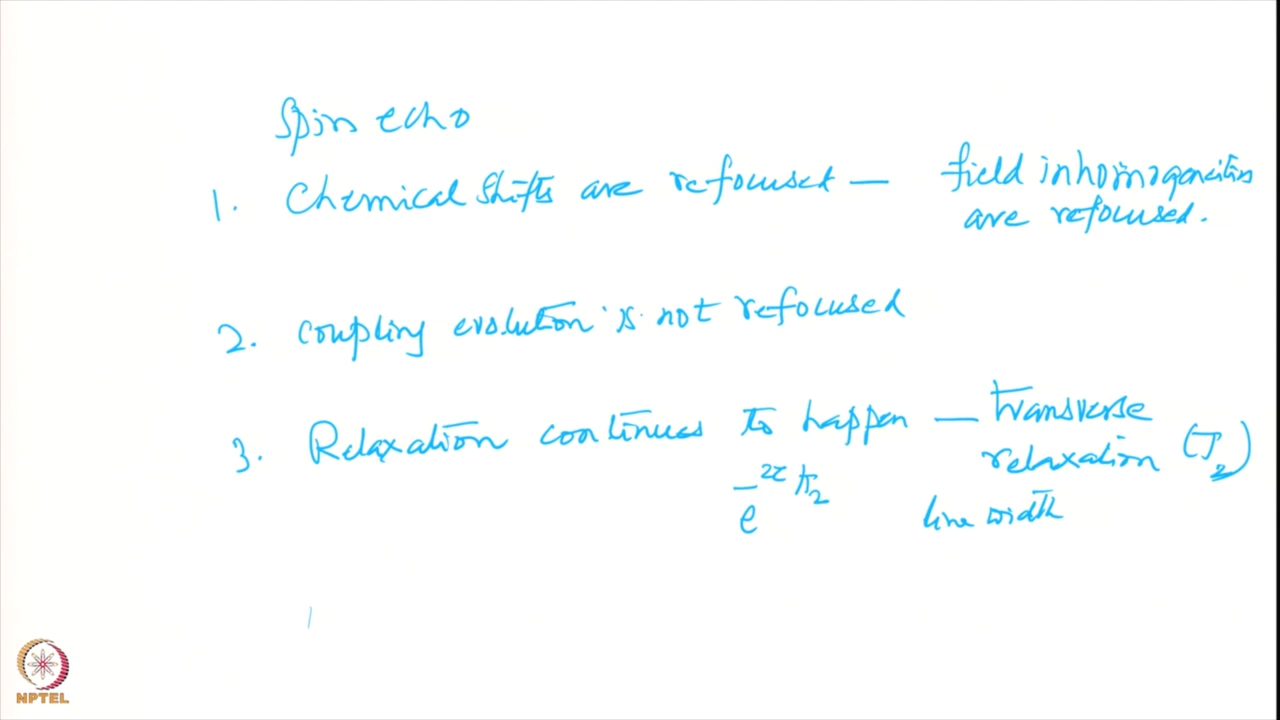 Spin echo
1. Chemical Shifts are refocused — field inhomogeneities
are refocused.
2. Coupling evolution is not refocused
3. Relaxation continues to happen — transverse
relaxation (T₂)
e^{-2τ/T₂} line width
NPTEL